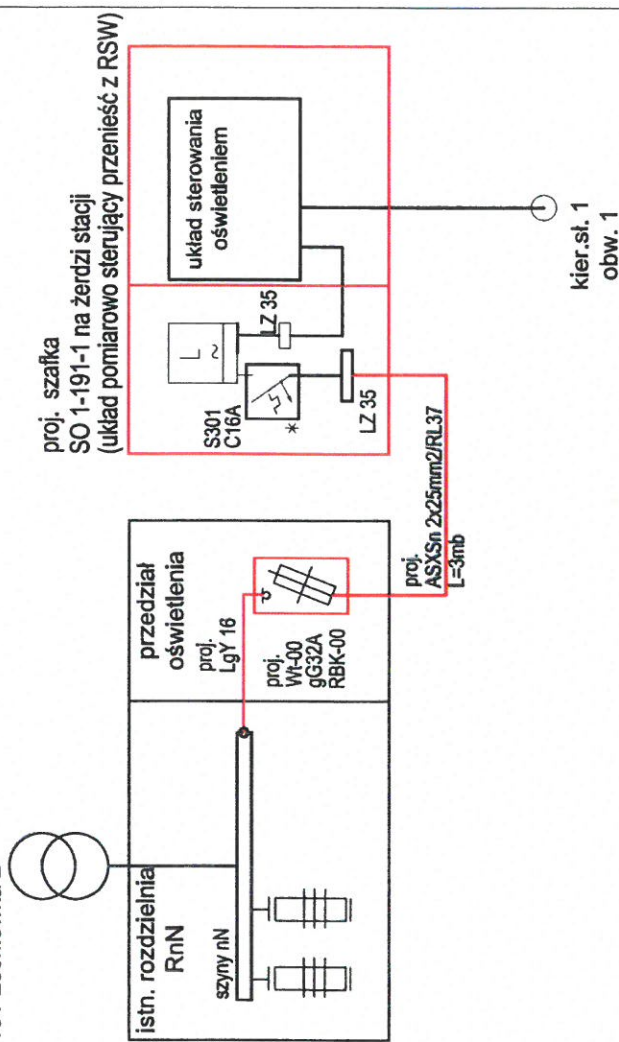 proj. szafka
SO 1-191-1 na żerdzi stacji
(układ pomiarowo sterujący przenieść z RSW)
układ sterowania
oświetleniem
L
~
LZ 35
S301
C16A
*
LZ 35
kier.sł. 1
obw. 1
proj.
ASXSn 2x25mm2/RL37
L=3mb
przedział
oświetlenia
proj.
LgY 16
proj.
Wt-00
gG32A
RBK-00
istn. rozdzielnia
RnN
szyny nN